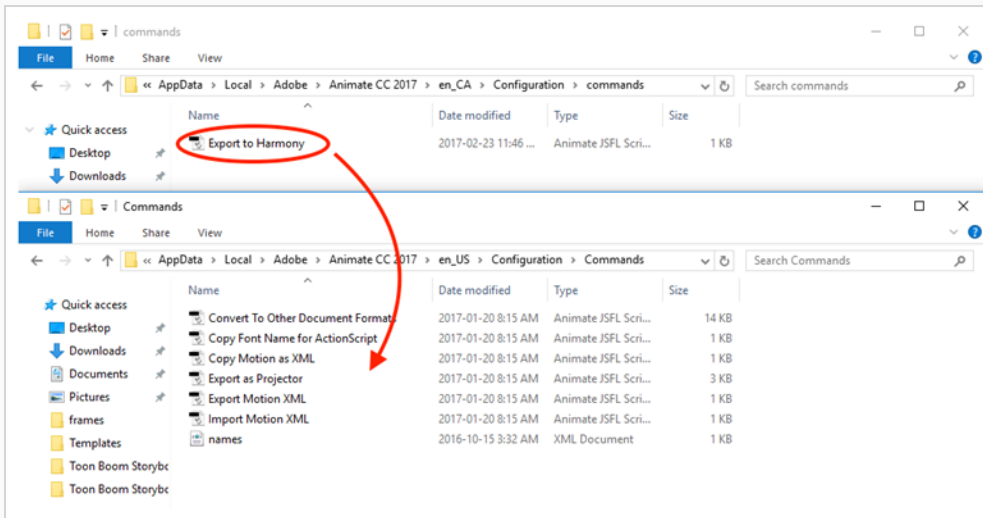 commands
File Home Share View
« AppData > Local > Adobe > Animate CC 2017 > en_CA > Configuration > commands
Search commands
Name Date modified Type Size
Quick access
Export to Harmony 2017-02-23 11:46 ... Animate JSFL Scri... 1 KB
Desktop
Downloads
Commands
File Home Share View
« AppData > Local > Adobe > Animate CC 2017 > en_US > Configuration > Commands
Search Commands
Name Date modified Type Size
Quick access
Convert To Other Document Formats 2017-01-20 8:15 AM Animate JSFL Scri... 14 KB
Desktop
Copy Font Name for ActionScript 2017-01-20 8:15 AM Animate JSFL Scri... 1 KB
Downloads
Copy Motion as XML 2017-01-20 8:15 AM Animate JSFL Scri... 1 KB
Documents
Export as Projector 2017-01-20 8:15 AM Animate JSFL Scri... 3 KB
Pictures
Export Motion XML 2017-01-20 8:15 AM Animate JSFL Scri... 1 KB
frames
Import Motion XML 2017-01-20 8:15 AM Animate JSFL Scri... 1 KB
Templates
names 2016-10-15 3:32 AM XML Document 1 KB
Toon Boom Storybo
Toon Boom Storybo